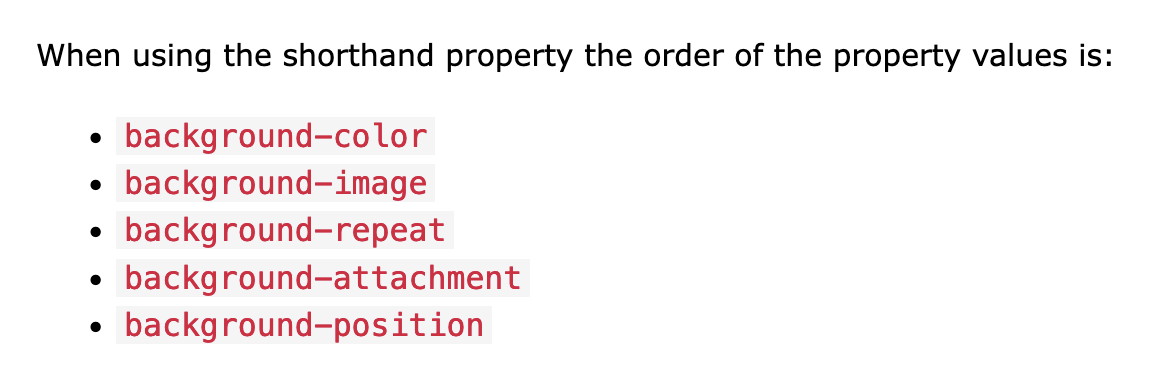 When using the shorthand property the order of the property values is:
• background-color
• background-image
• background-repeat
• background-attachment
• background-position